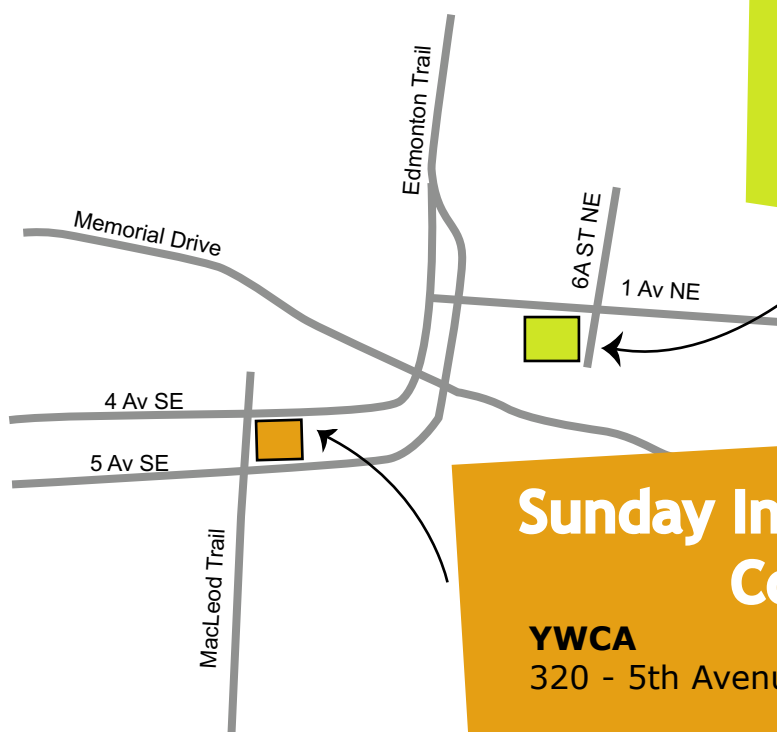 Edmonton Trail
Memorial Drive
6A ST NE
1 Av NE
4 Av SE
5 Av SE
MacLeod Trail
Sunday In
Co
YWCA
320 - 5th Avenu